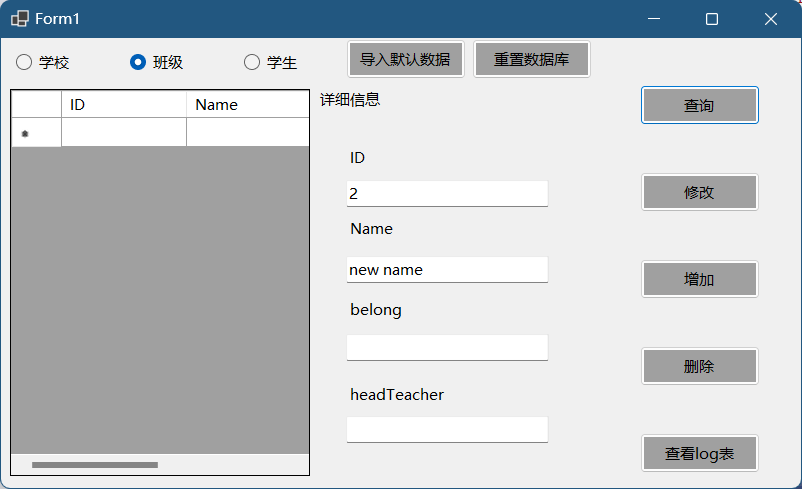 Form1
学校 班级 学生 导入默认数据 重置数据库
ID Name
详细信息
查询
ID
2
修改
Name
new name
增加
belong
删除
headTeacher
查看log表